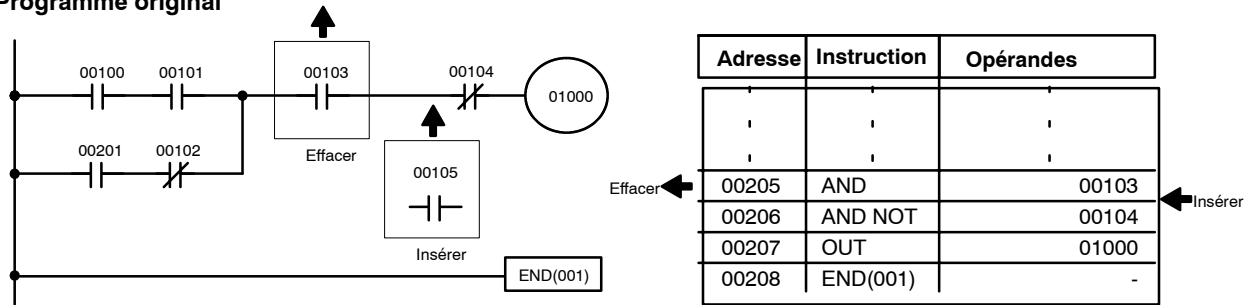 Programme original
00100 00101 00103 00104
01000
00201 00102
Effacer
00105
Insérer
END(001)
Adresse Instruction Opérandes
Effacer 00205 AND 00103
Insérer
00206 AND NOT 00104
00207 OUT 01000
00208 END(001) -